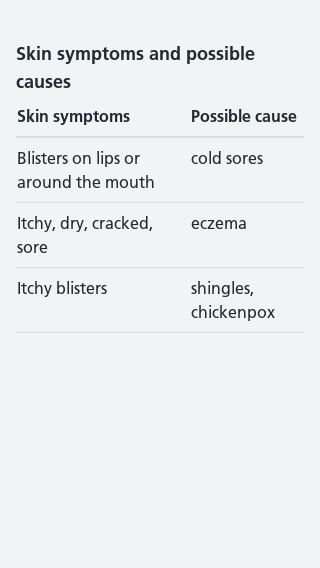 Skin symptoms and possible
causes
Skin symptoms Possible cause
Blisters on lips or cold sores
around the mouth
Itchy, dry, cracked, eczema
sore
Itchy blisters shingles,
chickenpox